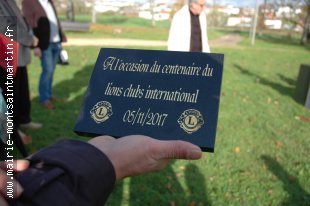 A l'occasion du centenaire du
lions clubs international
05/11/2017
L
L
www.mairie-montsaintmartin.fr